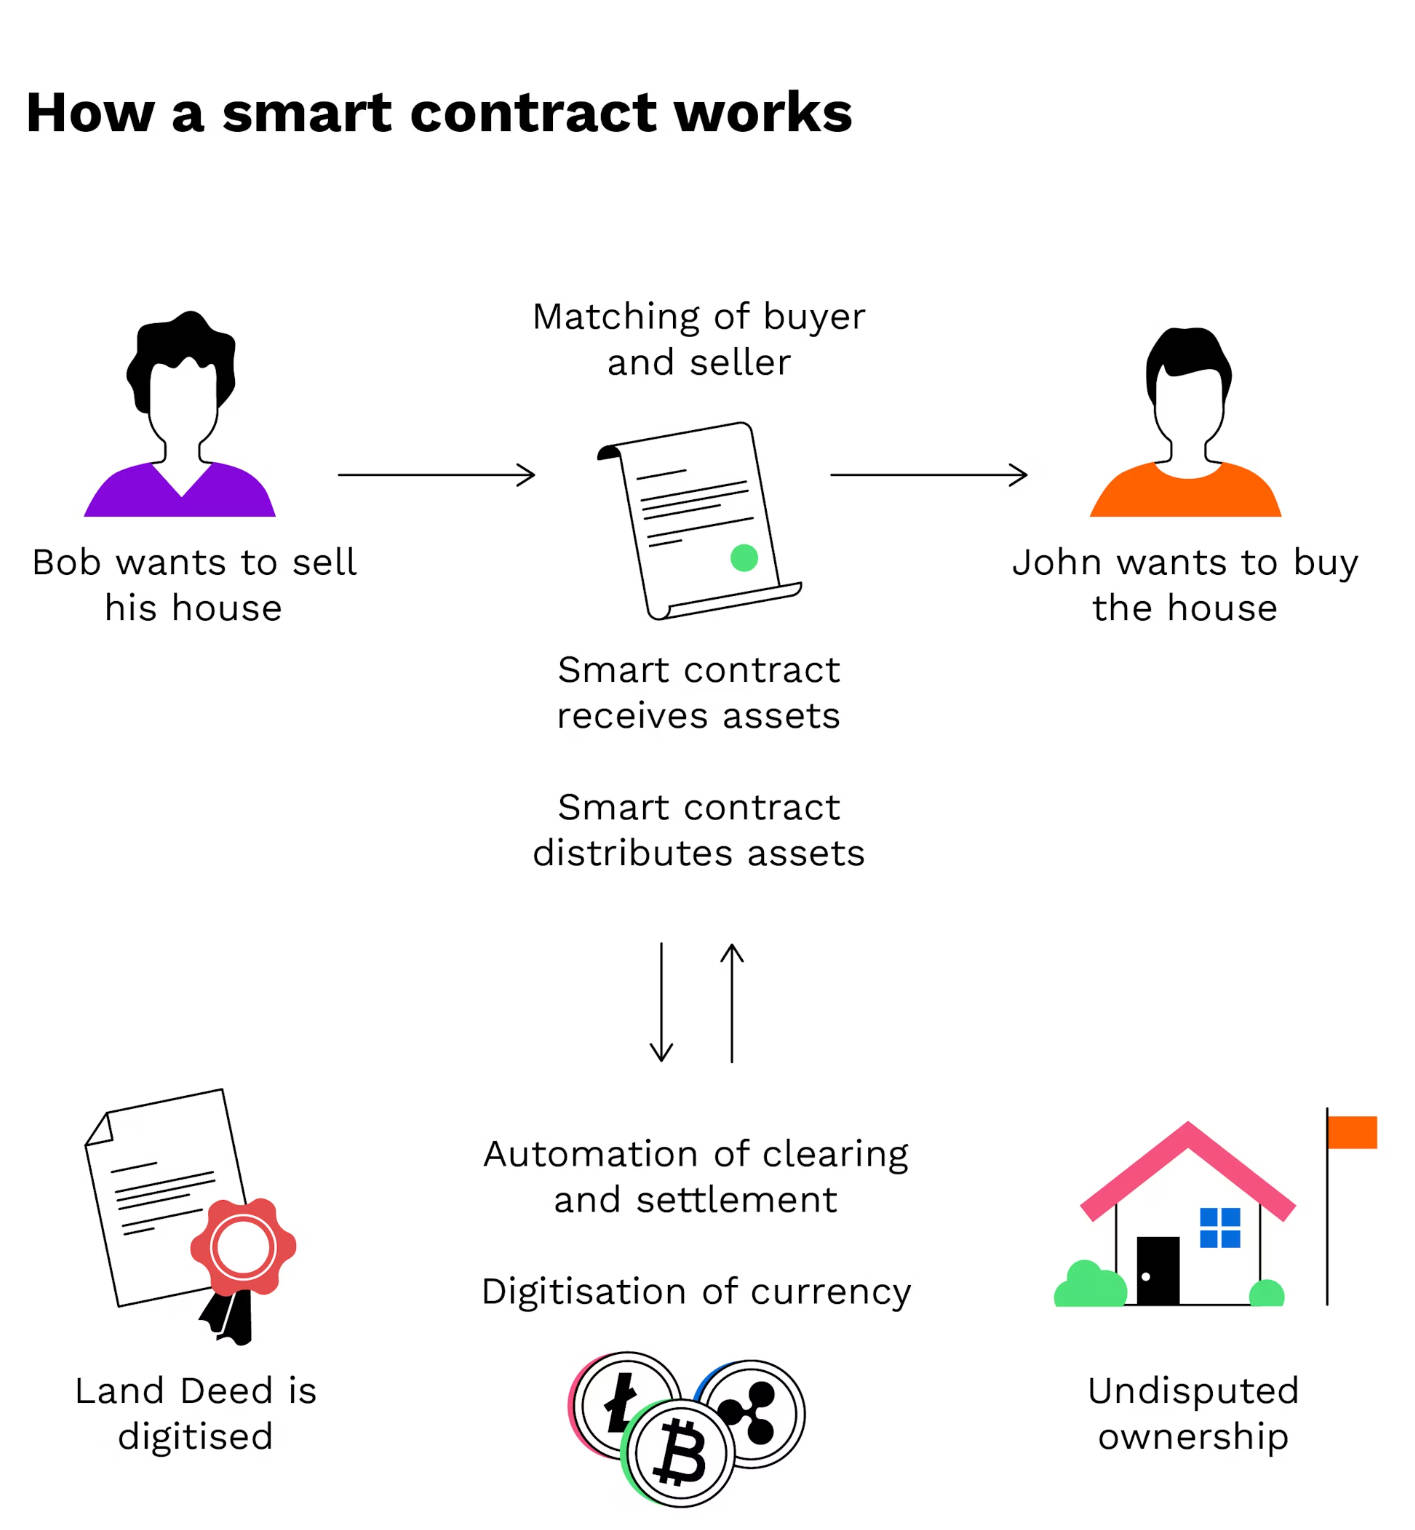 How a smart contract works
Matching of buyer
and seller
Bob wants to sell
his house
John wants to buy
the house
Smart contract
receives assets
Smart contract
distributes assets
Automation of clearing
and settlement
Digitisation of currency
Land Deed is
digitised
Undisputed
ownership